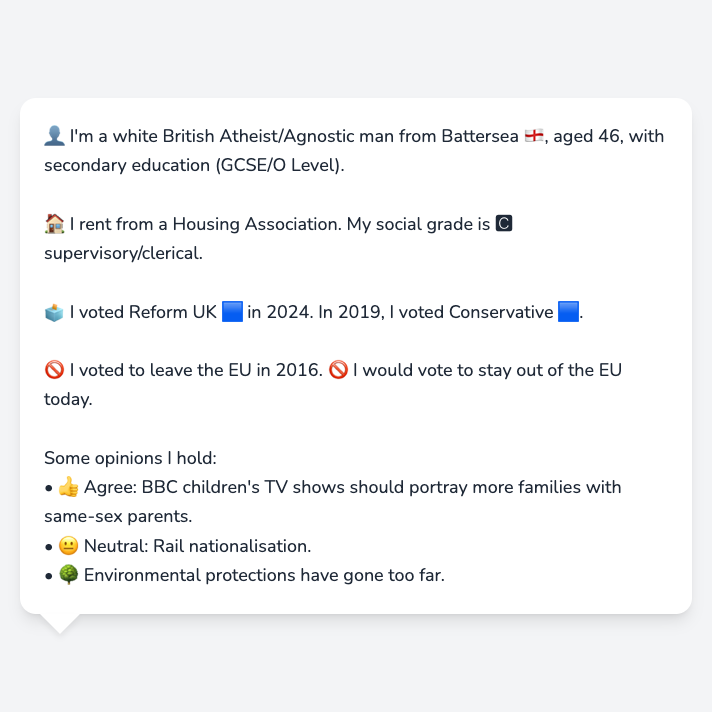 👤 I'm a white British Atheist/Agnostic man from Battersea 🏴󠁧󠁢󠁥󠁮󠁧󠁿, aged 46, with
secondary education (GCSE/O Level).
🏠 I rent from a Housing Association. My social grade is C
supervisory/clerical.
🗳️ I voted Reform UK 🟦 in 2024. In 2019, I voted Conservative 🟦.
🚫 I voted to leave the EU in 2016. 🚫 I would vote to stay out of the EU
today.
Some opinions I hold:
• 👍 Agree: BBC children's TV shows should portray more families with
same-sex parents.
• 😐 Neutral: Rail nationalisation.
• 🌳 Environmental protections have gone too far.